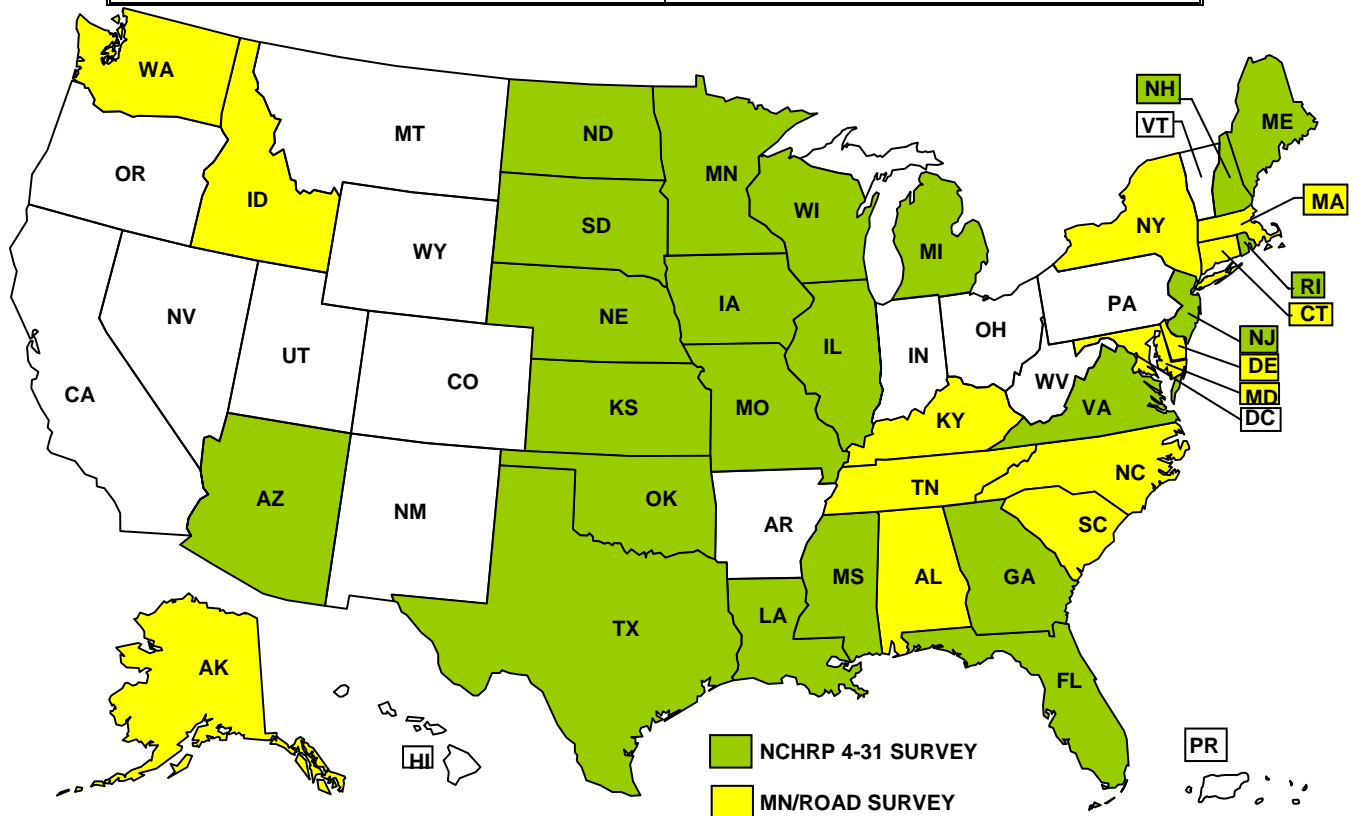 WA
NH
ME
VT
MT
ND
OR
MN
ID
MA
WI
NY
SD
WY
MI
RI
PA
IA
CT
NV
NE
OH
NJ
IL
UT
IN
DE
CO
WV
MD
CA
KS
MO
VA
DC
KY
NC
TN
AZ
OK
NM
AR
SC
MS
AL
GA
LA
TX
AK
FL
PR
HI
NCHRP 4-31 SURVEY
MN/ROAD SURVEY